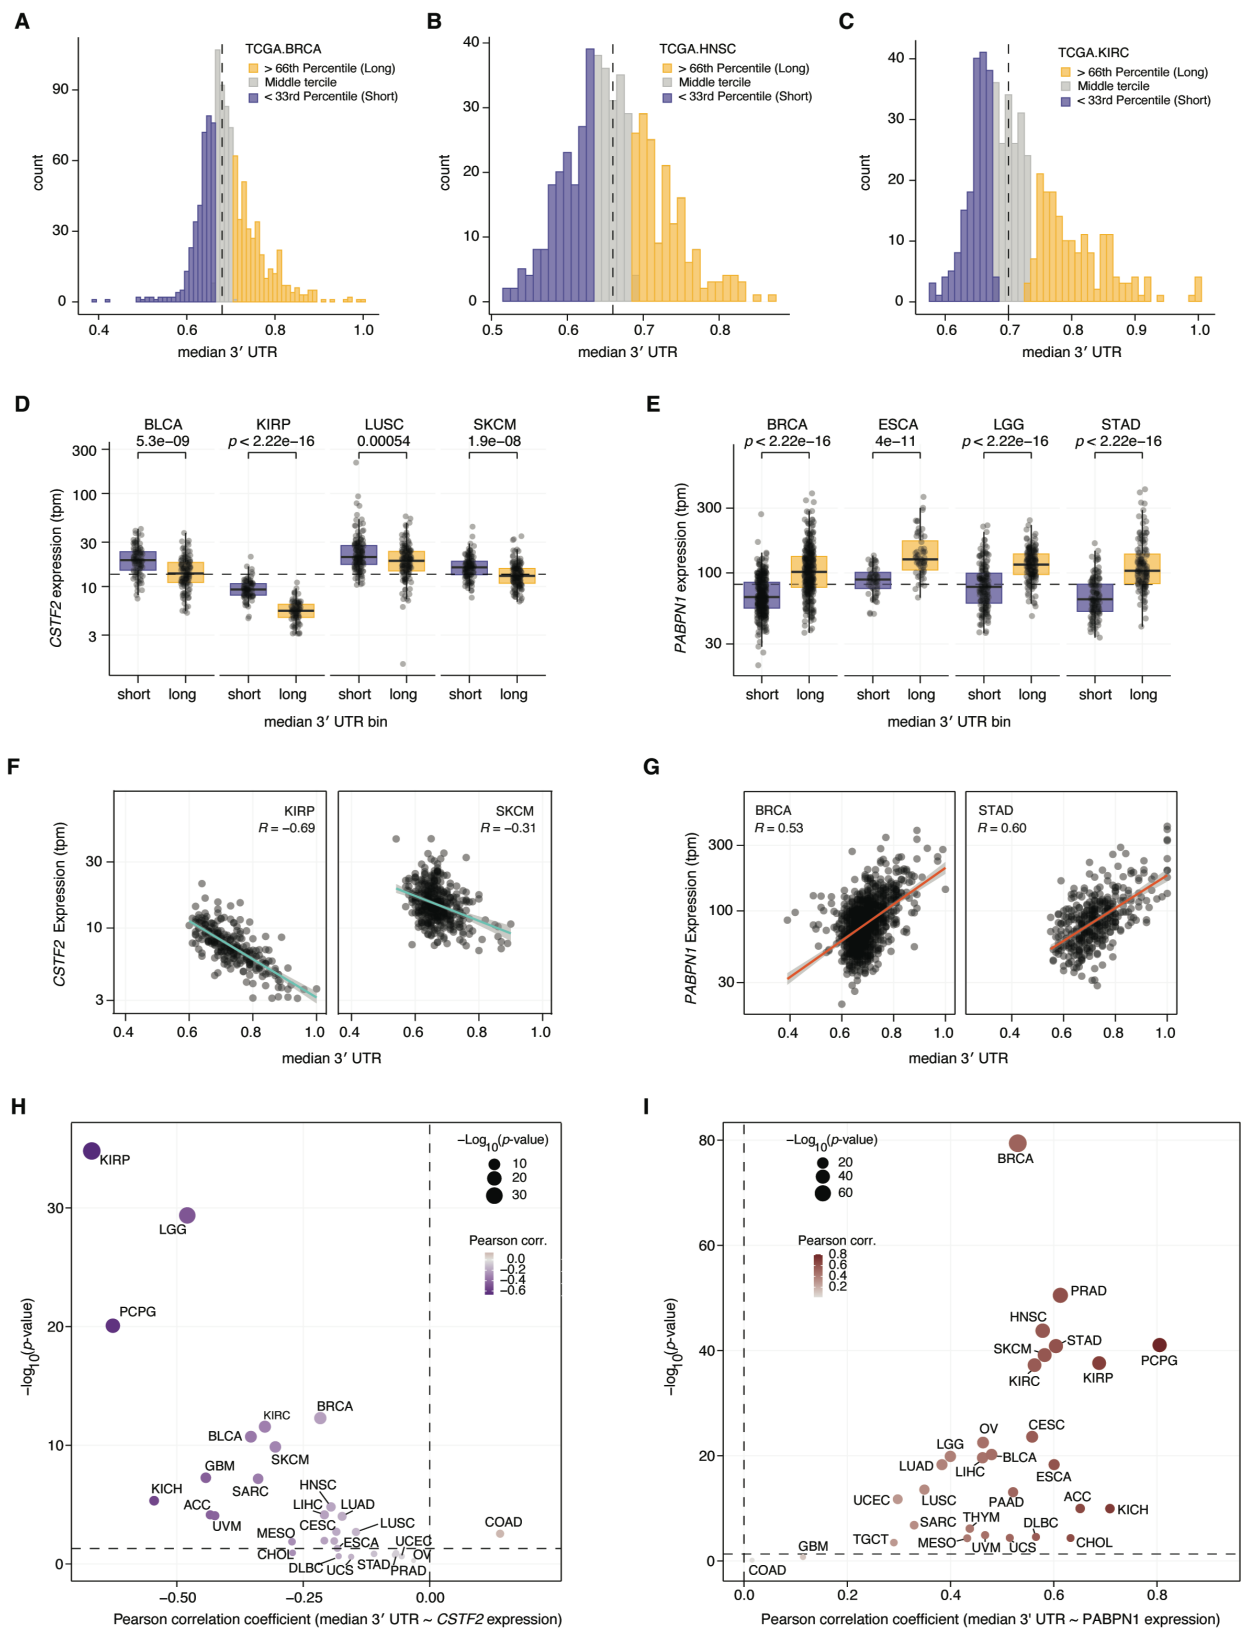 A
TCGA.BRCA
> 66th Percentile (Long)
Middle tercile
< 33rd Percentile (Short)
count
90
60
30
0
0.4 0.6 0.8 1.0
median 3′ UTR
B
TCGA.HNSC
> 66th Percentile (Long)
Middle tercile
< 33rd Percentile (Short)
count
40
30
20
10
0
0.5 0.6 0.7 0.8
median 3′ UTR
C
TCGA.KIRC
> 66th Percentile (Long)
Middle tercile
< 33rd Percentile (Short)
count
40
30
20
10
0
0.6 0.7 0.8 0.9 1.0
median 3′ UTR
D
BLCA KIRP LUSC SKCM
5.3e−09 p < 2.22e−16 0.00054 1.9e−08
CSTF2 expression (tpm)
300
100
30
10
3
short long short long short long short long
median 3′ UTR bin
E
BRCA ESCA LGG STAD
p < 2.22e−16 4e−11 p < 2.22e−16 p < 2.22e−16
PABPN1 expression (tpm)
300
100
30
short long short long short long short long
median 3′ UTR bin
F
KIRP
R = −0.69
SKCM
R = −0.31
CSTF2 Expression (tpm)
30
10
3
0.4 0.6 0.8 1.0 0.4 0.6 0.8 1.0
median 3′ UTR
G
BRCA
R = 0.53
STAD
R = 0.60
PABPN1 Expression (tpm)
300
100
30
0.4 0.6 0.8 1.0 0.4 0.6 0.8 1.0
median 3′ UTR
H
−Log10(p-value)
10
20
30
Pearson corr.
0.0
−0.2
−0.4
−0.6
KIRP
LGG
PCPG
BRCA
KIRC
BLCA
SKCM
GBM
SARC
KICH
HNSC
ACC
LIHC
LUAD
UVM
CESC
LUSC
COAD
MESO
ESCA
UCEC
CHOL
OV
DLBC
UCS
STAD
PRAD
−log10(p-value)
30
20
10
0
−0.50 −0.25 0.00
Pearson correlation coefficient (median 3′ UTR ~ CSTF2 expression)
I
−Log10(p-value)
20
40
60
Pearson corr.
0.8
0.6
0.4
0.2
BRCA
PRAD
HNSC
STAD
SKCM
PCPG
KIRC
KIRP
OV
CESC
LGG
BLCA
LUAD
LIHC
ESCA
UCEC
LUSC
PAAD
ACC
KICH
SARC
THYM
DLBC
TGCT
MESO
UVM
UCS
CHOL
GBM
COAD
−log10(p-value)
80
60
40
20
0
0.0 0.2 0.4 0.6 0.8
Pearson correlation coefficient (median 3' UTR ~ PABPN1 expression)